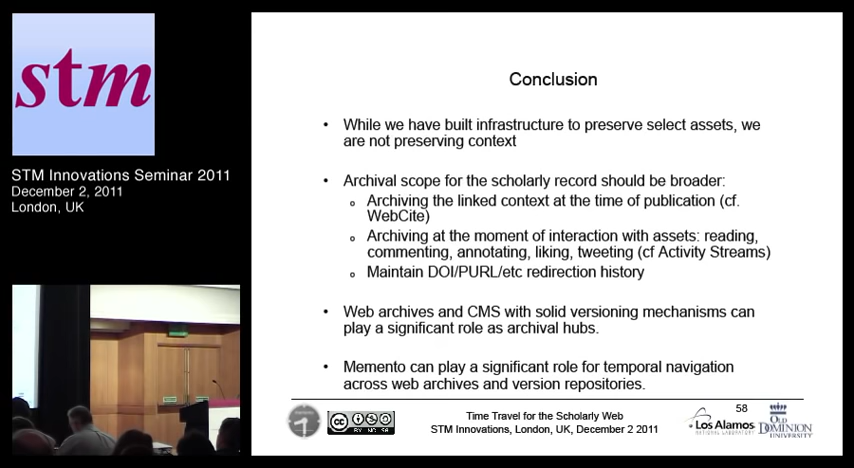 stm
STM Innovations Seminar 2011
December 2, 2011
London, UK
Conclusion
• While we have built infrastructure to preserve select assets, we
are not preserving context
• Archival scope for the scholarly record should be broader:
o Archiving the linked context at the time of publication (cf.
WebCite)
o Archiving at the moment of interaction with assets: reading,
commenting, annotating, liking, tweeting (cf Activity Streams)
o Maintain DOI/PURL/etc redirection history
• Web archives and CMS with solid versioning mechanisms can
play a significant role as archival hubs.
• Memento can play a significant role for temporal navigation
across web archives and version repositories.
cc BY NC SA
Time Travel for the Scholarly Web
STM Innovations, London, UK, December 2 2011
58
Los Alamos
NATIONAL LABORATORY
OLD
DOMINION
UNIVERSITY